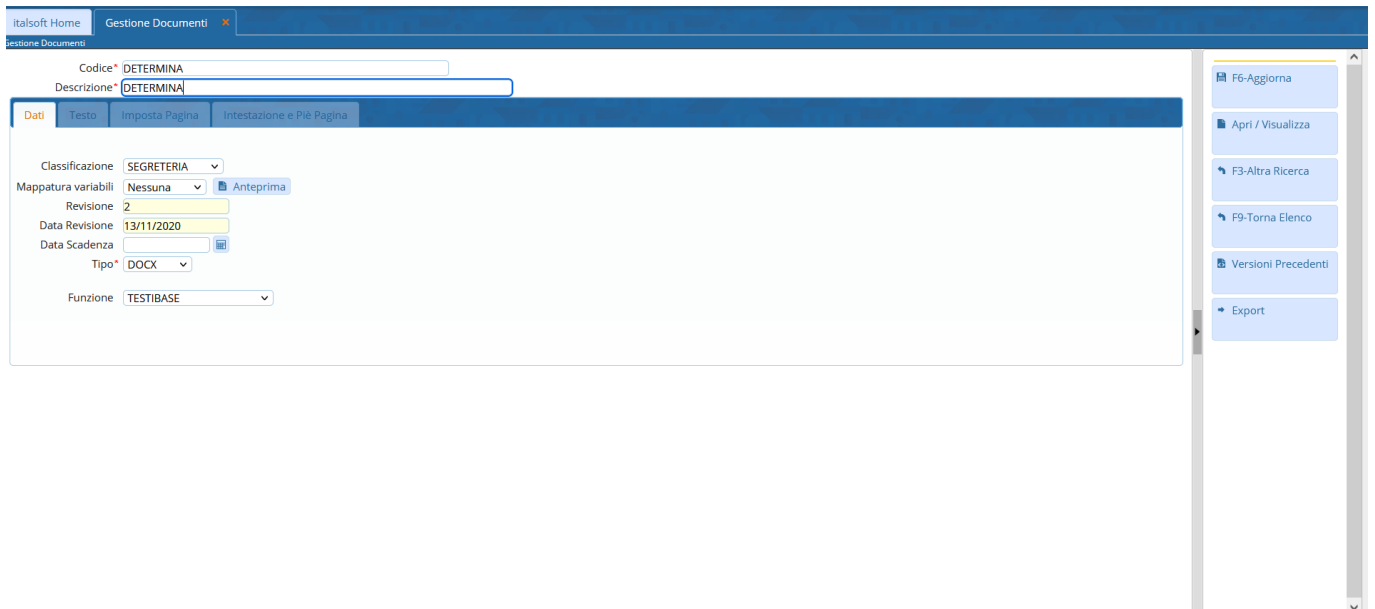 italsoft Home Gestione Documenti ×
Gestione Documenti
Codice* DETERMINA
Descrizione* DETERMINA
Dati Testo Imposta Pagina Intestazione e Piè Pagina
Classificazione SEGRETERIA
Mappatura variabili Nessuna Anteprima
Revisione 2
Data Revisione 13/11/2020
Data Scadenza
Tipo* DOCX
Funzione TESTIBASE
F6-Aggiorna
Apri / Visualizza
F3-Altra Ricerca
F9-Torna Elenco
Versioni Precedenti
Export